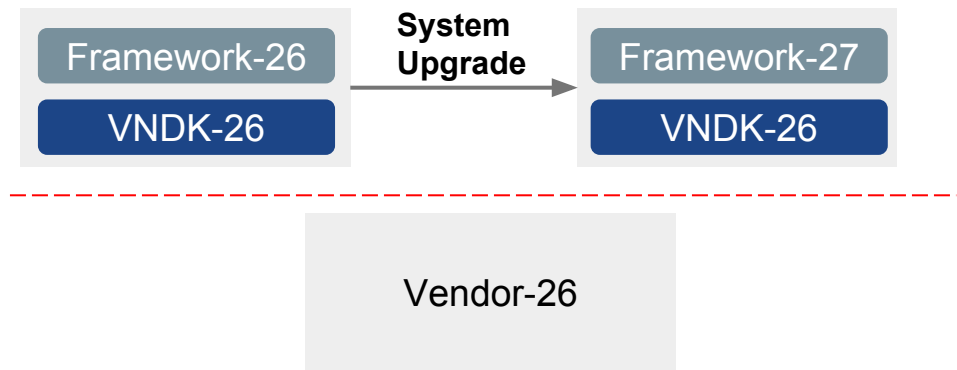 Framework-26
VNDK-26
System
Upgrade
Framework-27
VNDK-26
Vendor-26